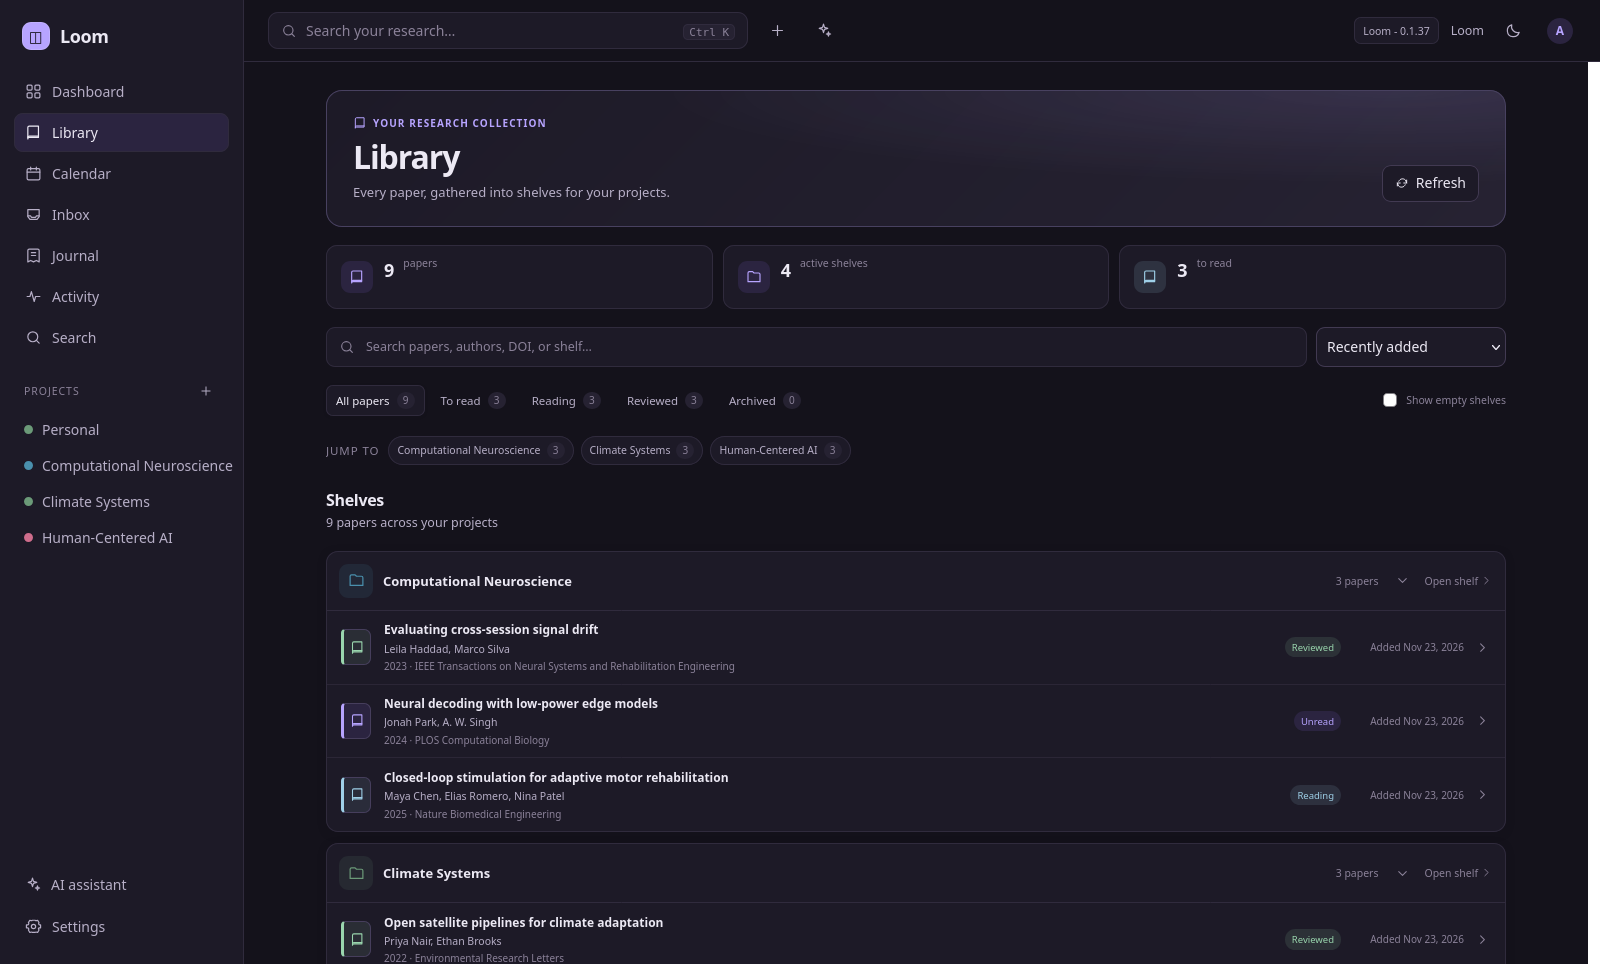 Loom
Search your research...
Ctrl K
Loom - 0.1.37
Loom
A
Dashboard
Library
Calendar
Inbox
Journal
Activity
Search
PROJECTS
Personal
Computational Neuroscience
Climate Systems
Human-Centered AI
AI assistant
Settings
YOUR RESEARCH COLLECTION
Library
Every paper, gathered into shelves for your projects.
Refresh
9 papers
4 active shelves
3 to read
Search papers, authors, DOI, or shelf...
Recently added
All papers 9
To read 3
Reading 3
Reviewed 3
Archived 0
Show empty shelves
JUMP TO
Computational Neuroscience 3
Climate Systems 3
Human-Centered AI 3
Shelves
9 papers across your projects
Computational Neuroscience
3 papers
Open shelf
Evaluating cross-session signal drift
Leila Haddad, Marco Silva
2023 · IEEE Transactions on Neural Systems and Rehabilitation Engineering
Reviewed
Added Nov 23, 2026
Neural decoding with low-power edge models
Jonah Park, A. W. Singh
2024 · PLOS Computational Biology
Unread
Added Nov 23, 2026
Closed-loop stimulation for adaptive motor rehabilitation
Maya Chen, Elias Romero, Nina Patel
2025 · Nature Biomedical Engineering
Reading
Added Nov 23, 2026
Climate Systems
3 papers
Open shelf
Open satellite pipelines for climate adaptation
Priya Nair, Ethan Brooks
2022 · Environmental Research Letters
Reviewed
Added Nov 23, 2026